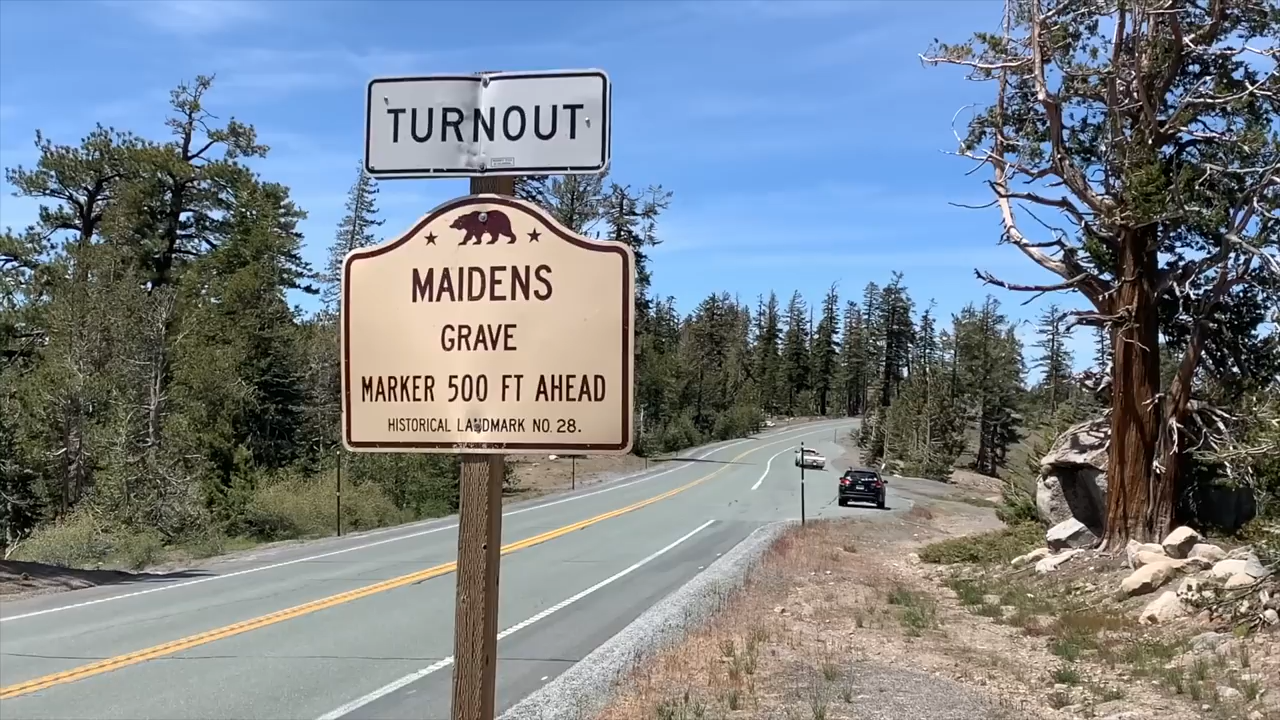 TURNOUT
MAIDENS
GRAVE
MARKER 500 FT AHEAD
HISTORICAL LANDMARK NO. 28.